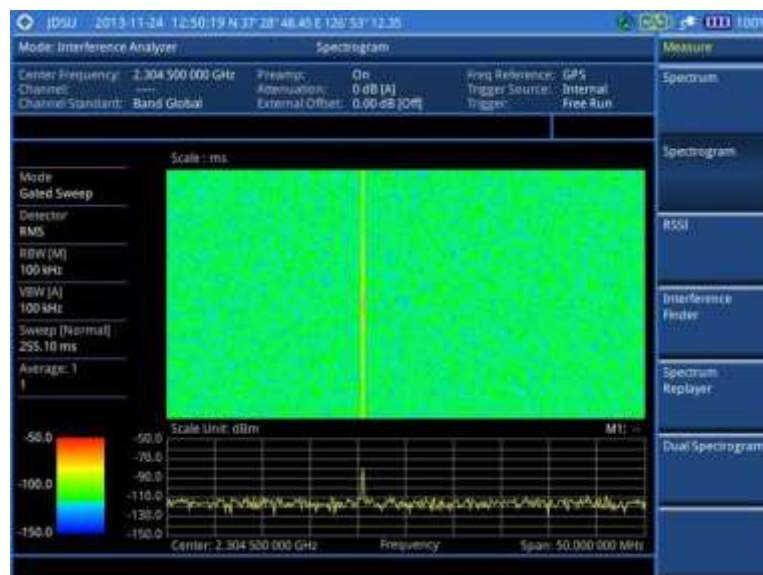 JDSU 2013-11-24 12:50:19 N 37° 28' 48.45 E 126° 53' 12.35 100%
Mode: Interference Analyzer Spectrogram Measure
Center Frequency: 2.304 500 000 GHz Preamp: On Freq Reference: GPS
Channel: ---- Attenuation: 0 dB [A] Trigger Source: Internal
Channel Standard: Band Global External Offset: 0.00 dB [Off] Trigger: Free Run
Spectrum
Spectrogram
RSSI
Interference
Finder
Spectrum
Replayer
Dual Spectrogram
Scale : ms
Mode
Gated Sweep
Detector
RMS
RBW [M]
100 kHz
VBW [A]
100 kHz
Sweep [Normal]
255.10 ms
Average: 1
1
Scale Unit: dBm M1: --
-50.0
-100.0
-150.0
-50.0
-70.0
-90.0
-110.0
-130.0
-150.0
Center: 2.304 500 000 GHz Frequency Span: 50.000 000 MHz